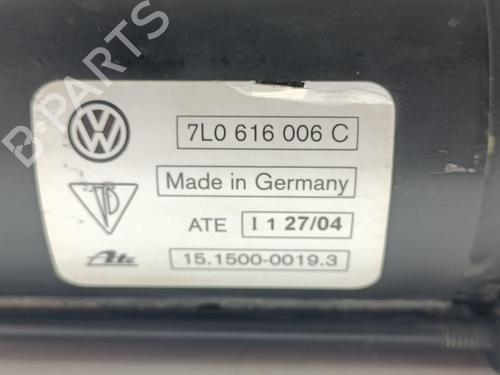 7L0 616 006 C
Made in Germany
ATE I 1 27/04
Ate 15.1500-0019.3
B-PARTS